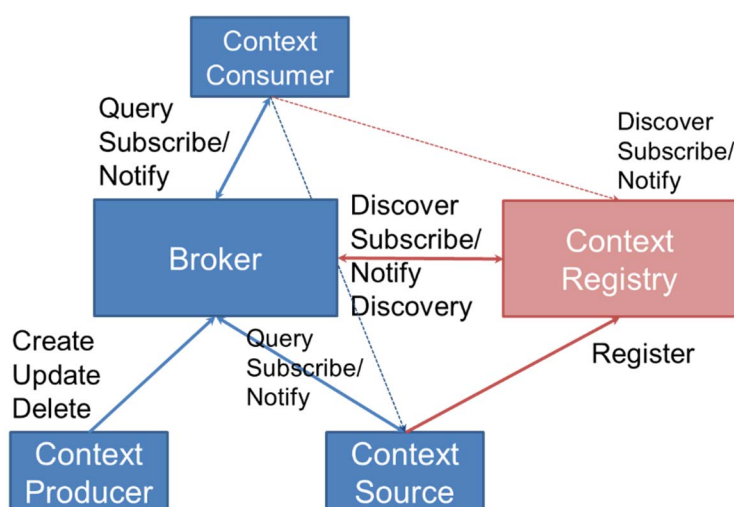 Context
Consumer
Query
Subscribe/
Notify
Discover
Subscribe/
Notify
Broker
Discover
Subscribe/
Notify
Discovery
Context
Registry
Create
Update
Delete
Query
Subscribe/
Notify
Register
Context
Producer
Context
Source